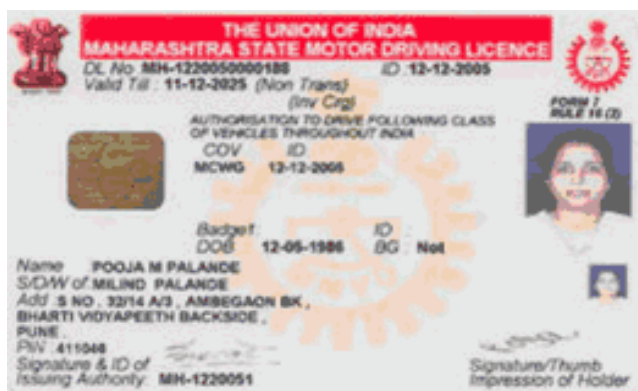 THE UNION OF INDIA
MAHARASHTRA STATE MOTOR DRIVING LICENCE
DL No MH-1220050000188 ID 12-12-2005
Valid Till : 11-12-2025 (Non Trans)
(Inv Crg)
FORM 7
RULE 16 (2)
AUTHORISATION TO DRIVE FOLLOWING CLASS
OF VEHICLES THROUGHOUT INDIA
COV ID
MCWG 12-12-2005
Badge# ID
DOB 12-05-1986 BG Not
Name POOJA M PALANDE
S/D/W of MILIND PALANDE
Add S NO , 32/14 A/3 , AMBEGAON BK ,
BHARTI VIDYAPEETH BACKSIDE ,
PUNE.
PIN 411046
Signature & ID of
Issuing Authority: MH-1220051
Signature/Thumb
Impression of Holder